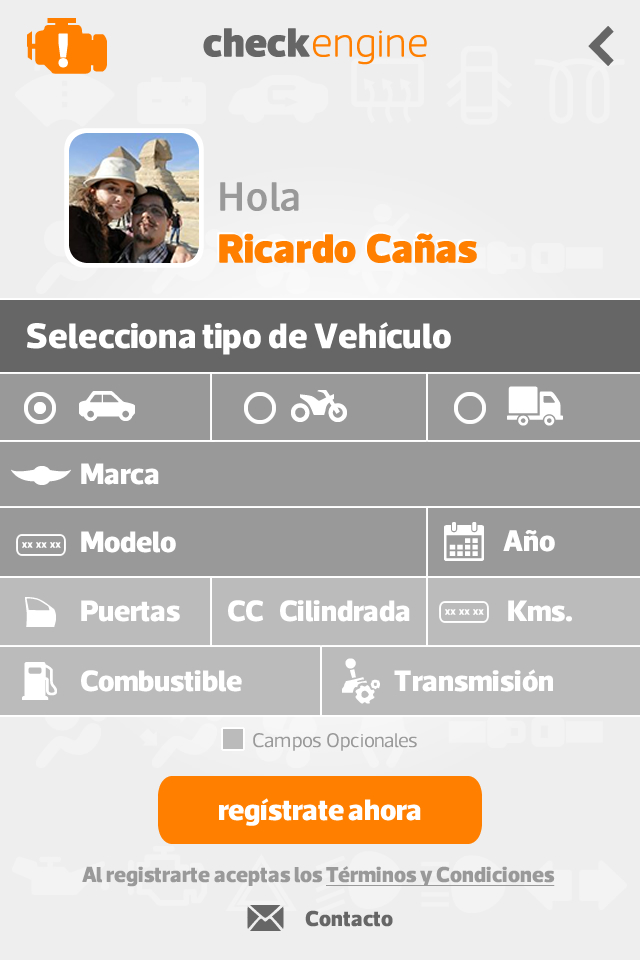 checkengine
Hola
Ricardo Cañas
Selecciona tipo de Vehículo
Marca
xx xx xx Modelo
Año
Puertas
CC Cilindrada
xx xx xx Kms.
Combustible
Transmisión
Campos Opcionales
regístrate ahora
Al registrarte aceptas los Términos y Condiciones
Contacto